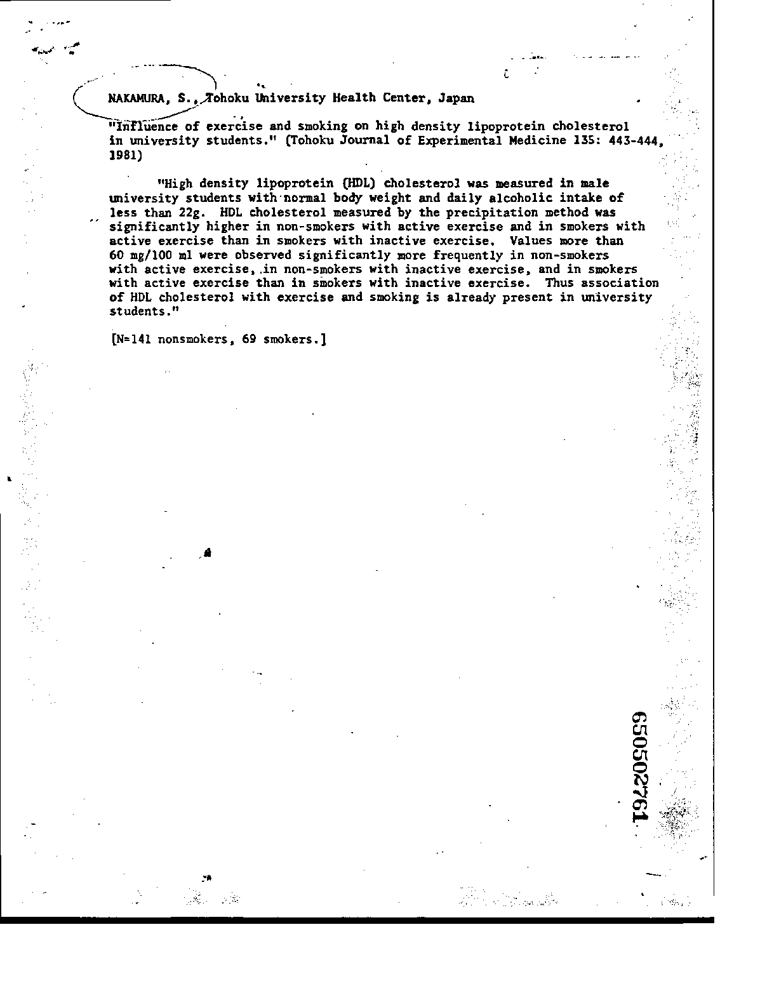 NAKAMURA, S., Tohoku University Health Center, Japan
"Influence of exercise and smoking on high density lipoprotein cholesterol
in university students." (Tohoku Journal of Experimental Medicine 135: 443-444,
1981)
"High density lipoprotein (HDL) cholesterol was measured in male
university students with normal body weight and daily alcoholic intake of
less than 22g. HDL cholesterol measured by the precipitation method was
significantly higher in non-smokers with active exercise and in smokers with
active exercise than in smokers with inactive exercise. Values more than
60 mg/100 ml were observed significantly more frequently in non-smokers
with active exercise, in non-smokers with inactive exercise, and in smokers
with active exercise than in smokers with inactive exercise. Thus association
of HDL cholesterol with exercise and smoking is already present in university
students."
[N=141 nonsmokers, 69 smokers.]
650502761